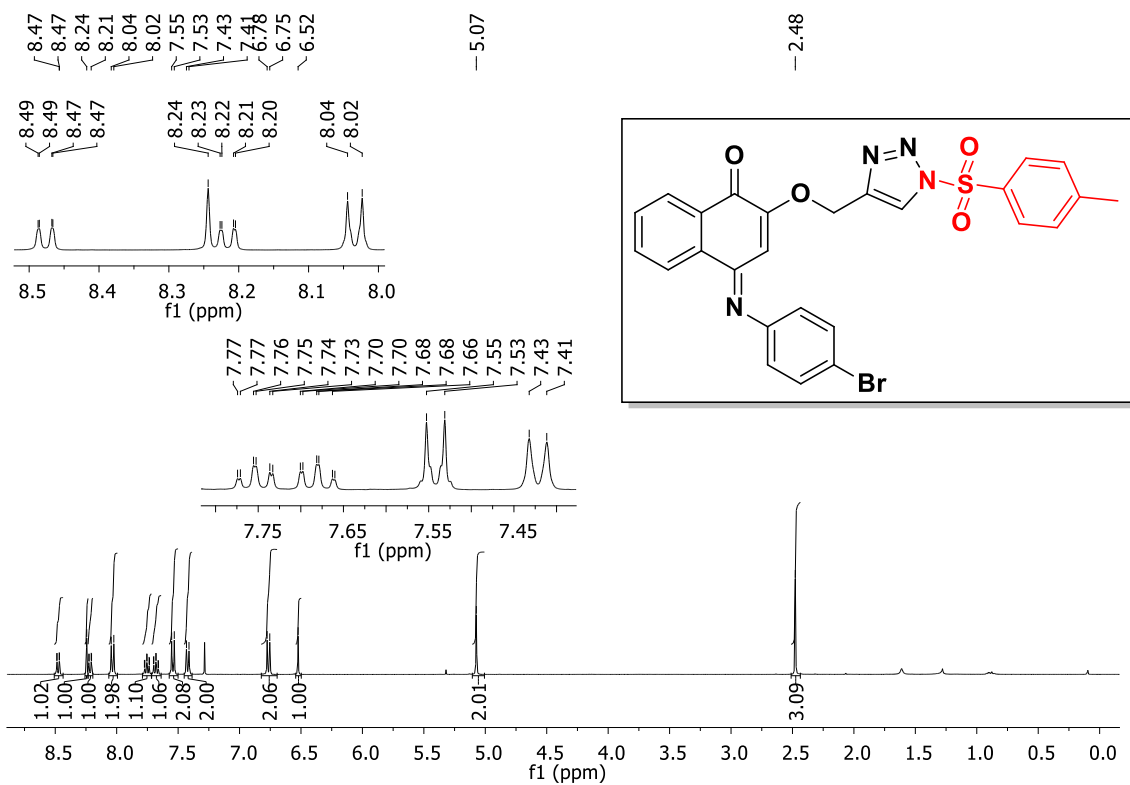 8.47 8.47 8.24 8.21 8.04 8.02 7.55 7.53 7.43 7.41 6.78 6.75 6.52 5.07 2.48
8.49 8.49 8.47 8.47 8.24 8.23 8.22 8.21 8.20 8.04 8.02
8.5 8.4 8.3 8.2 8.1 8.0
f1 (ppm)
O
O
N
N
N
S
O
O
N
Br
7.77 7.77 7.76 7.75 7.74 7.73 7.70 7.70 7.68 7.68 7.66 7.55 7.53 7.43 7.41
7.75 7.65 7.55 7.45
f1 (ppm)
1.02 1.00 1.00 1.98 1.10 1.06 2.08 2.00 2.06 1.00 2.01 3.09
8.5 8.0 7.5 7.0 6.5 6.0 5.5 5.0 4.5 4.0 3.5 3.0 2.5 2.0 1.5 1.0 0.5 0.0
f1 (ppm)